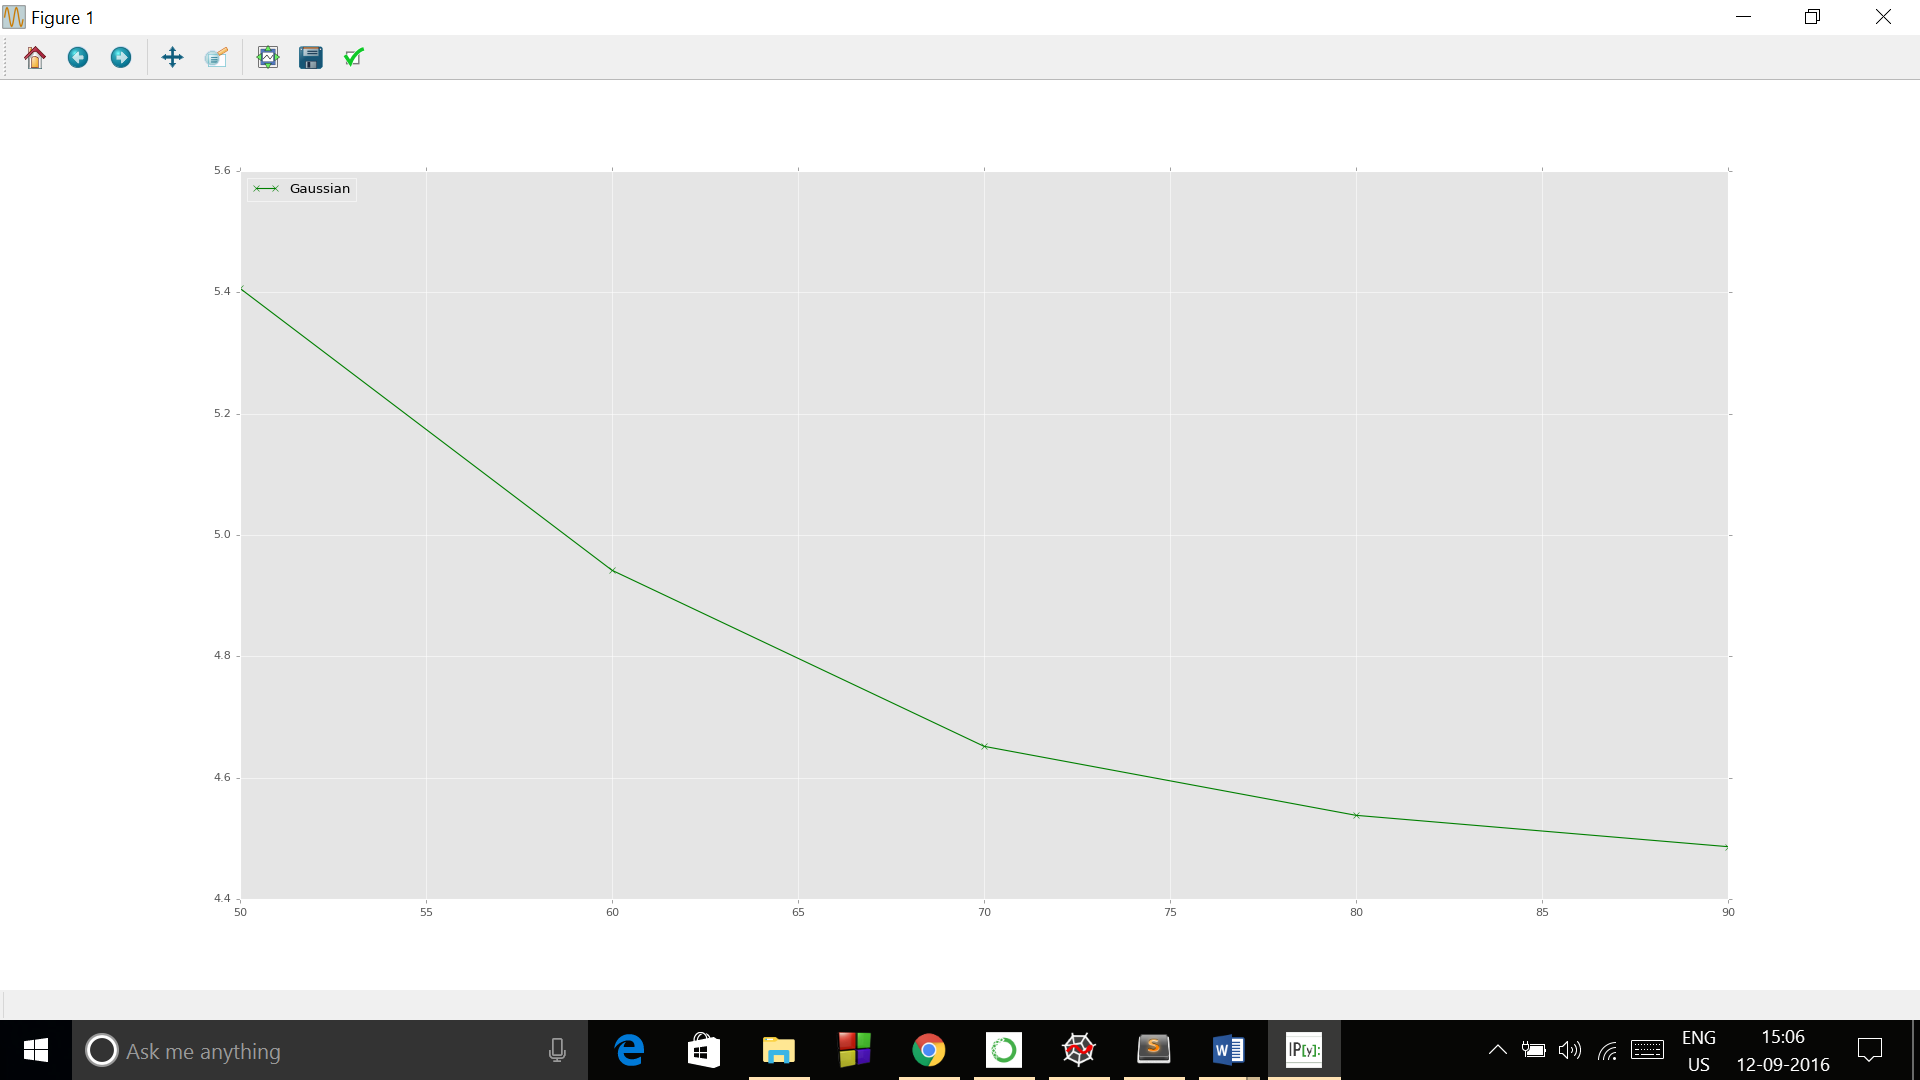 Figure 1
5.6
Gaussian
5.4
5.2
5.0
4.8
4.6
4.4
50 55 60 65 70 75 80 85 90
Ask me anything
S
W
IP[y]:
ENG
US
15:06
12-09-2016